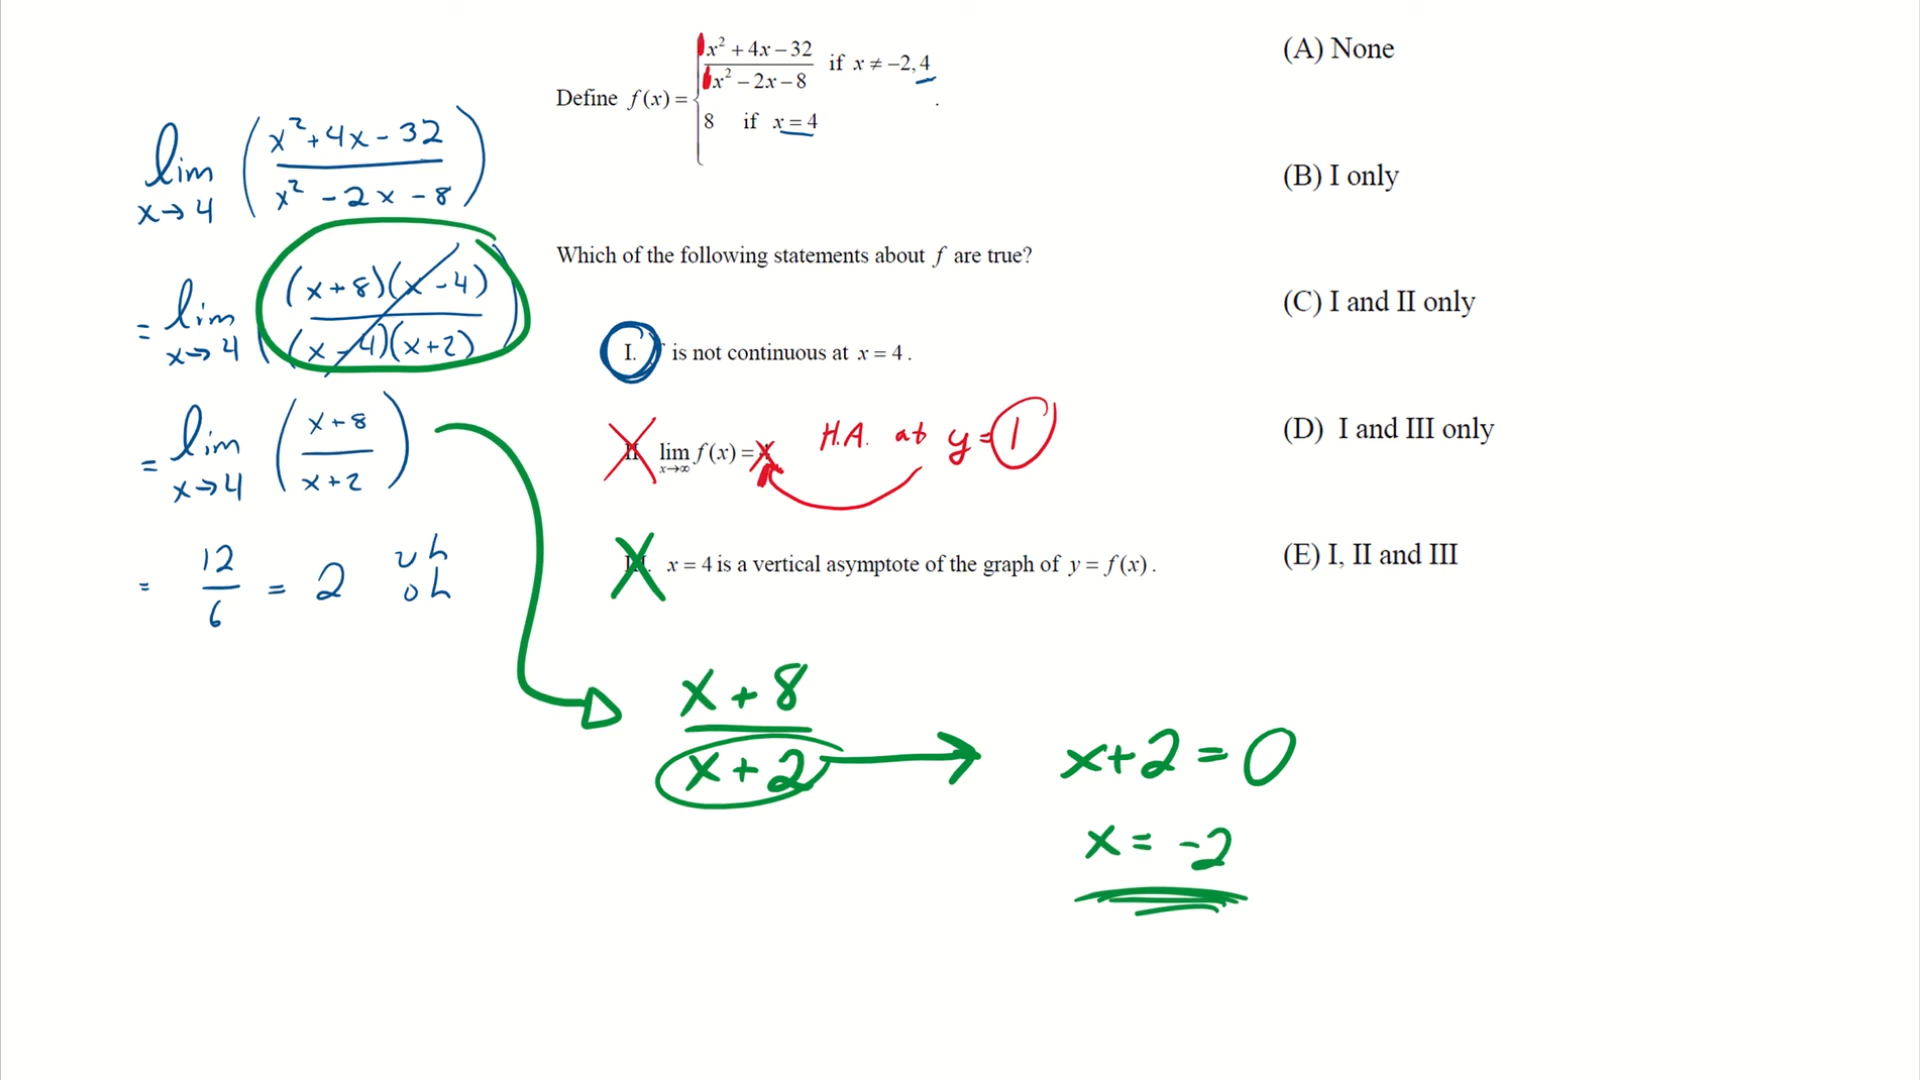 lim x→4 (x²+4x-32 / x²-2x-8)
= lim x→4 ((x+8)(x-4) / (x-4)(x+2))
= lim x→4 (x+8 / x+2)
= 12/6 = 2 uh oh
Define f(x) = { x² + 4x − 32 / x² − 2x − 8 if x ≠ −2, 4 .
8 if x = 4
Which of the following statements about f are true?
I. is not continuous at x = 4 .
lim x→∞ f(x) = H.A. at y = 1
x = 4 is a vertical asymptote of the graph of y = f(x) .
x+8 / x+2 → x+2 = 0
x = -2
(A) None
(B) I only
(C) I and II only
(D) I and III only
(E) I, II and III